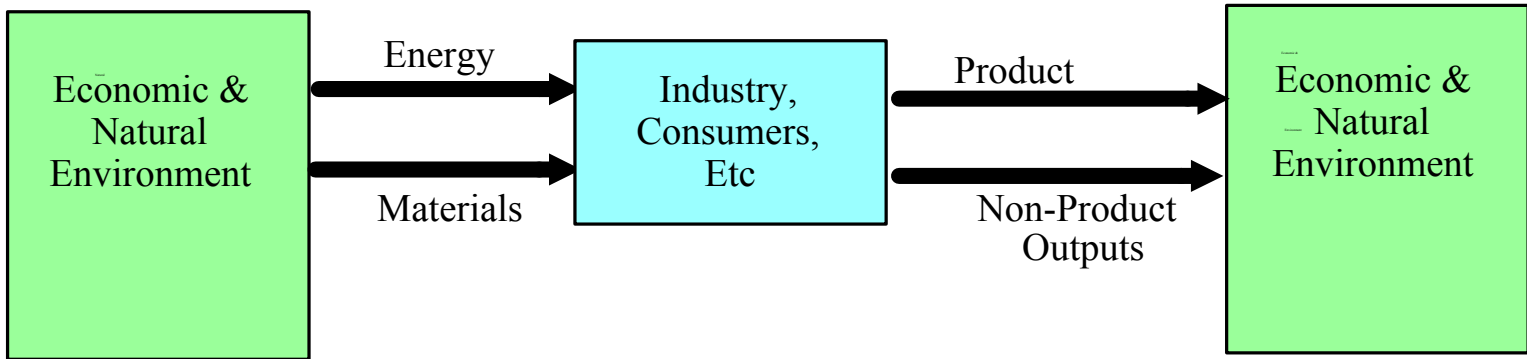 Economic &
Natural
Environment
Energy
Materials
Industry,
Consumers,
Etc
Product
Non-Product
Outputs
Economic &
Natural
Environment